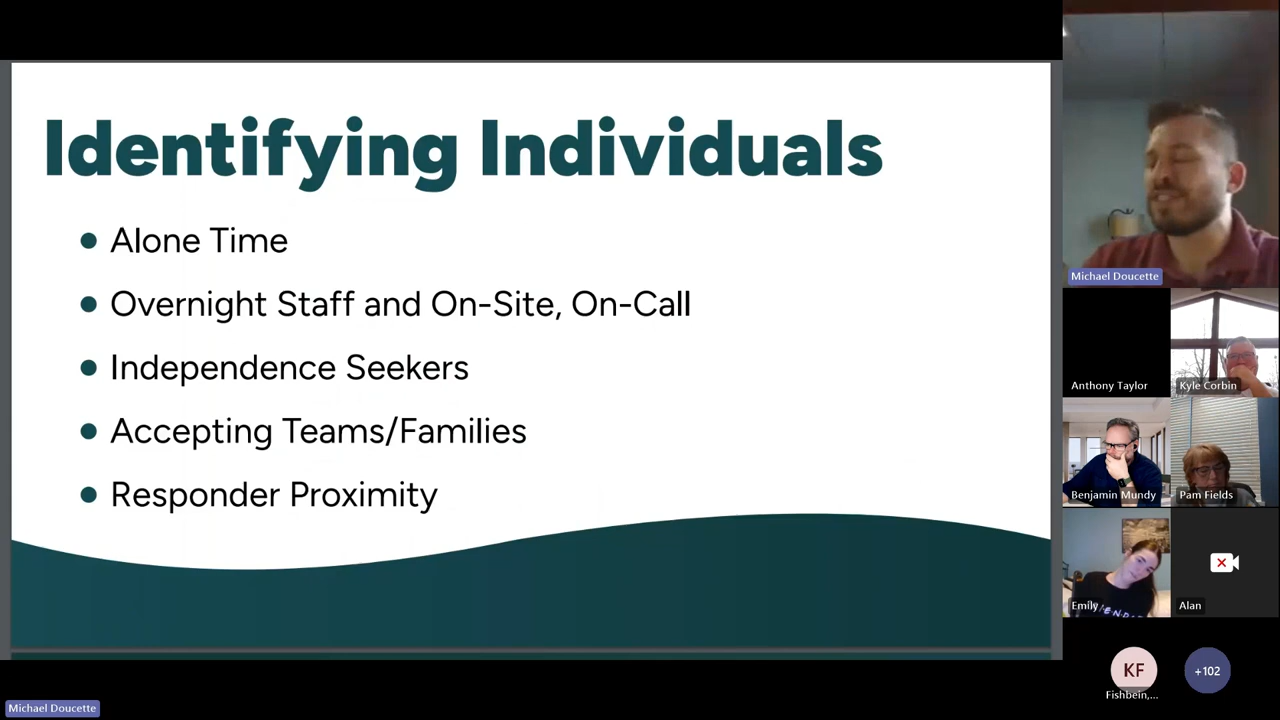 Identifying Individuals
Alone Time
Overnight Staff and On-Site, On-Call
Independence Seekers
Accepting Teams/Families
Responder Proximity
Michael Doucette
Anthony Taylor
Kyle Corbin
Benjamin Mundy
Pam Fields
Emily
Alan
KF
Fishbein,...
+102
Michael Doucette